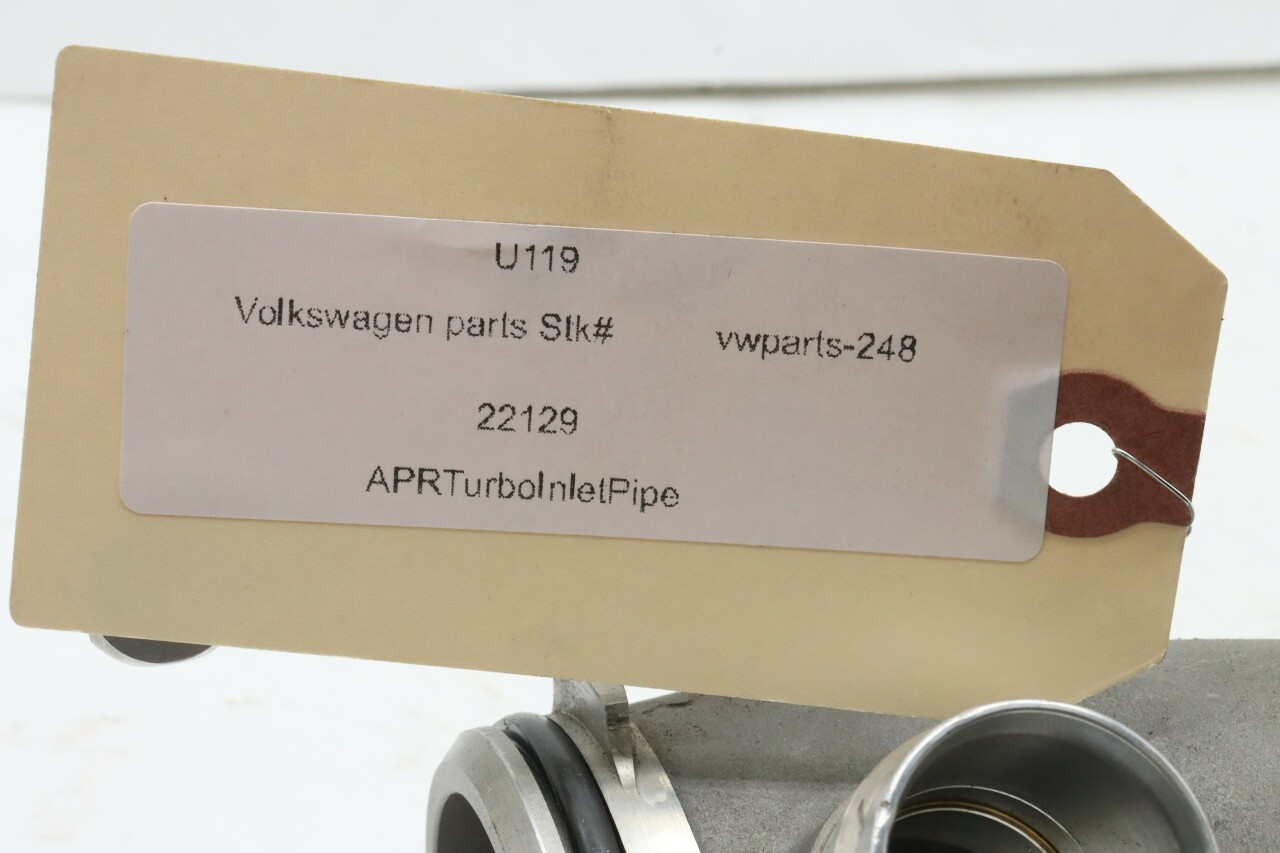 U119
Volkswagen parts Stk# vwparts-248
22129
APRTurboInletPipe